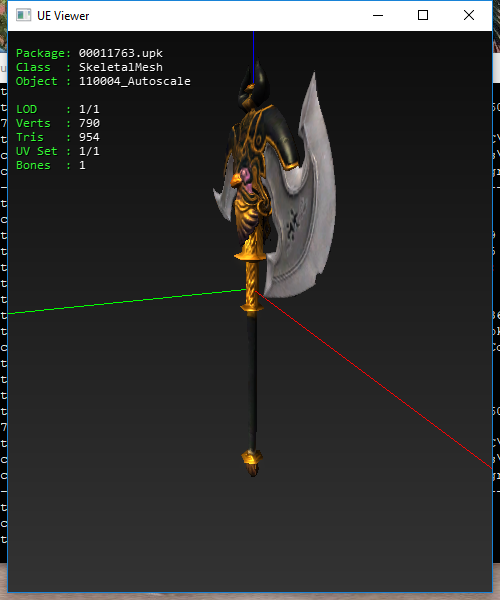 UE Viewer
Package: 00011763.upk
Class  : SkeletalMesh
Object : 110004_Autoscale
LOD    : 1/1
Verts  : 790
Tris   : 954
UV Set : 1/1
Bones  : 1